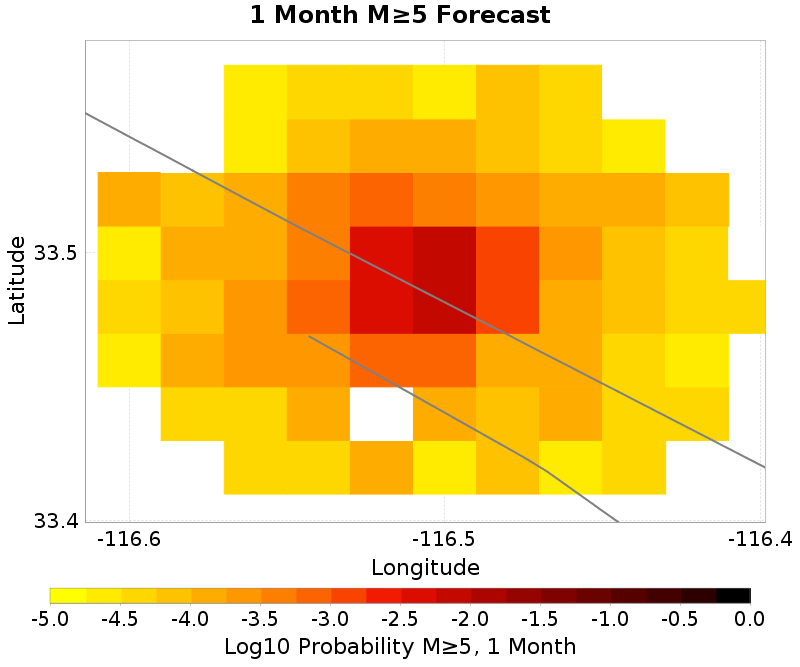 1 Month M≥5 Forecast
Latitude
33.5
33.4
-116.6 -116.5 -116.4
Longitude
-5.0 -4.5 -4.0 -3.5 -3.0 -2.5 -2.0 -1.5 -1.0 -0.5 0.0
Log10 Probability M≥5, 1 Month